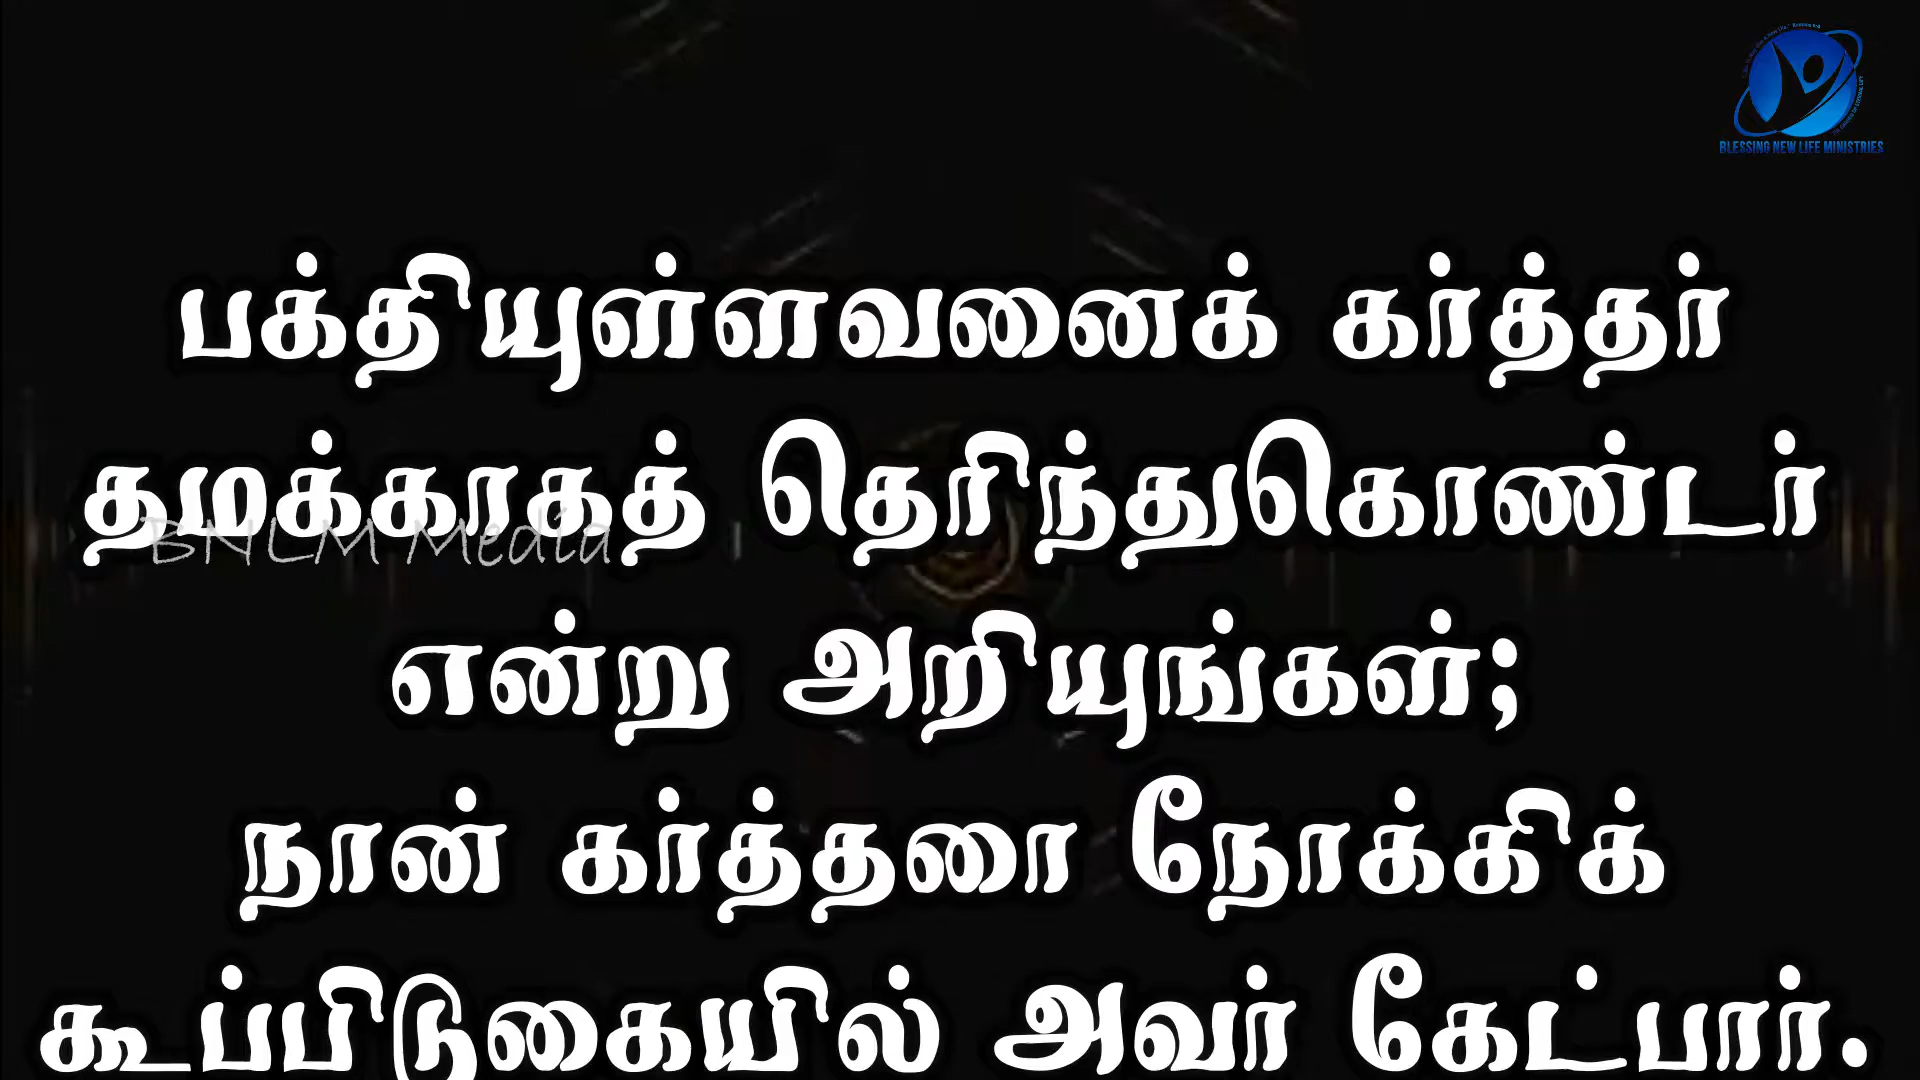 BLESSING NEW LIFE MINISTRIES
பக்தியுள்ளவனைக் கர்த்தர்
தமக்காகத் தெரிந்துகொண்டர்
BNLM Media
என்று அறியுங்கள்;
நான் கர்த்தரை நோக்கிக்
கூப்பிடுகையில் அவர் கேட்பார்.